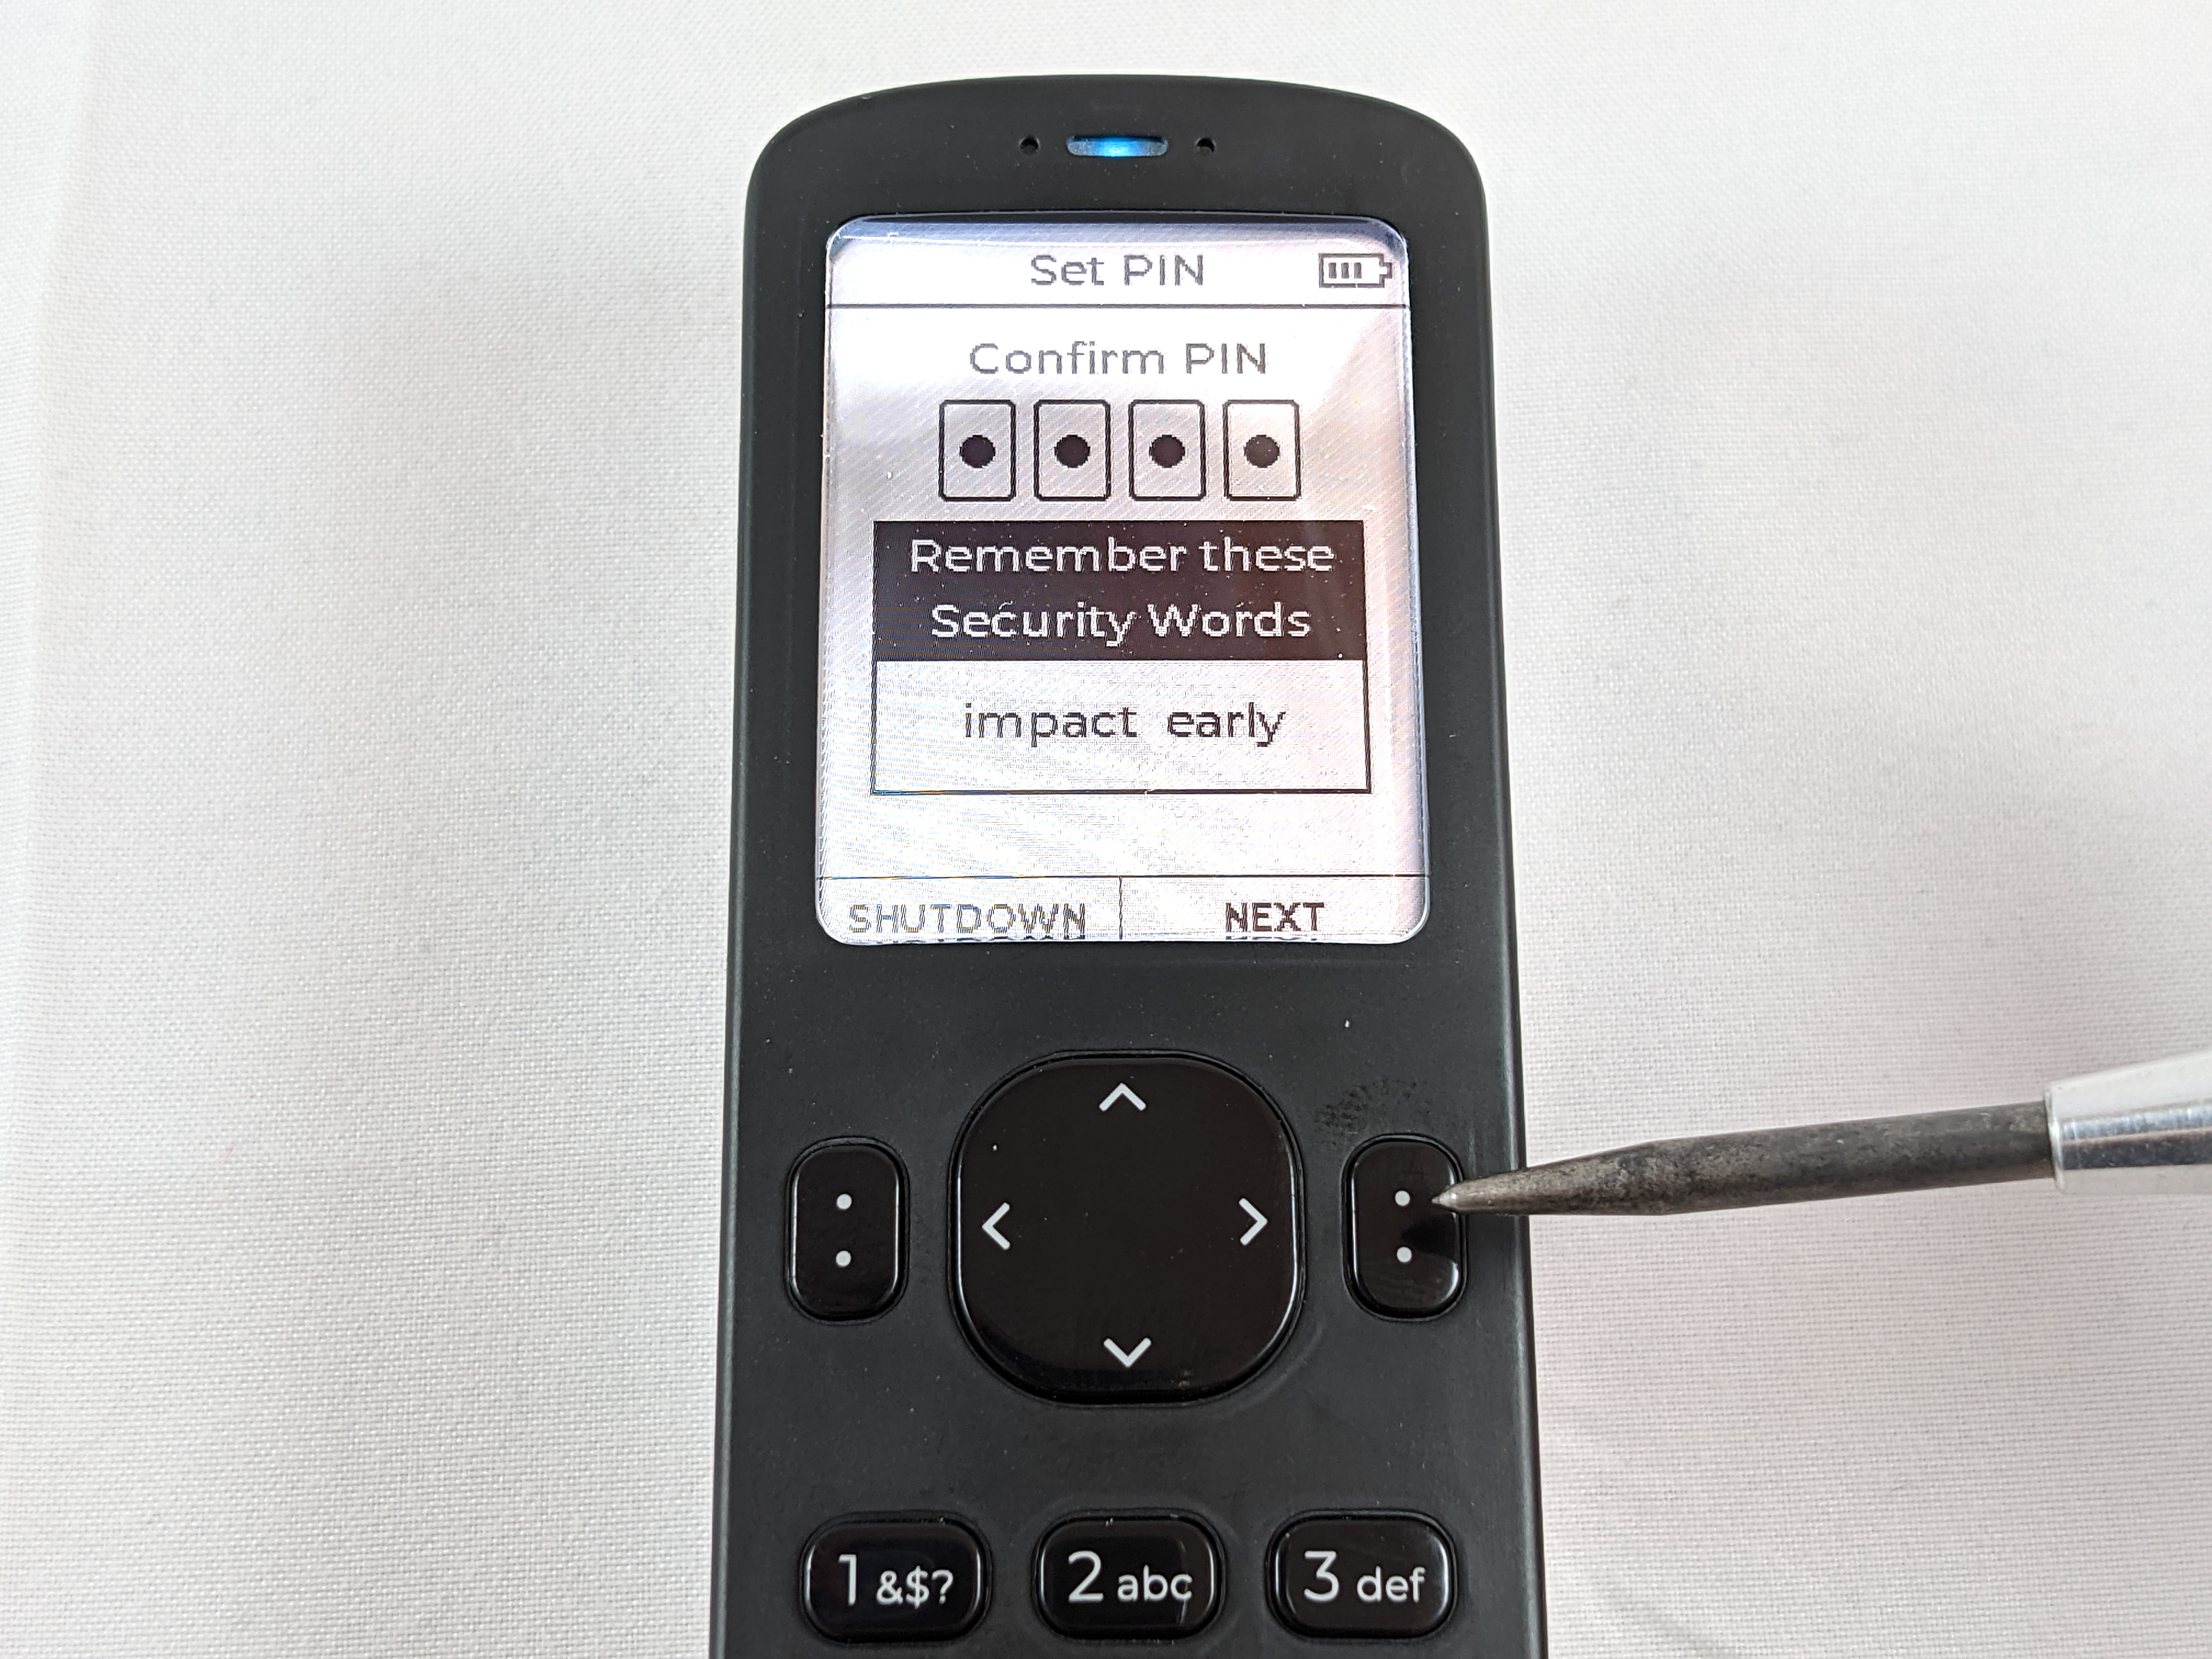 Set PIN
Confirm PIN
Remember these
Security Words
impact early
SHUTDOWN NEXT
1 &$? 2 abc 3 def